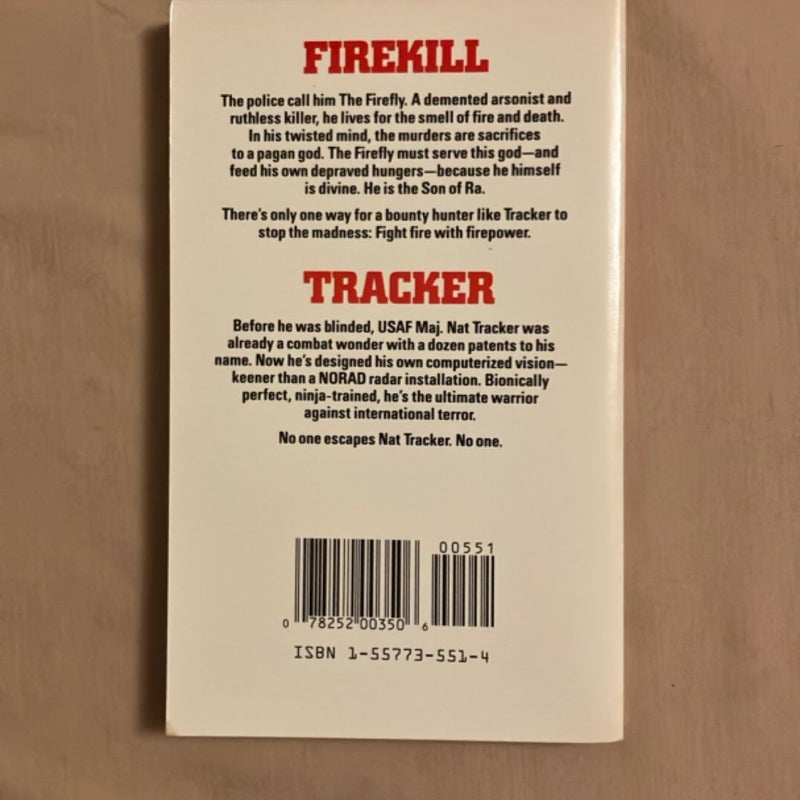 FIREKILL
The police call him The Firefly. A demented arsonist and
ruthless killer, he lives for the smell of fire and death.
In his twisted mind, the murders are sacrifices
to a pagan god. The Firefly must serve this god—and
feed his own depraved hungers—because he himself
is divine. He is the Son of Ra.
There's only one way for a bounty hunter like Tracker to
stop the madness: Fight fire with firepower.
TRACKER
Before he was blinded, USAF Maj. Nat Tracker was
already a combat wonder with a dozen patents to his
name. Now he's designed his own computerized vision—
keener than a NORAD radar installation. Bionically
perfect, ninja-trained, he's the ultimate warrior
against international terror.
No one escapes Nat Tracker. No one.
00551
0 78252 00350 6
ISBN 1-55773-551-4